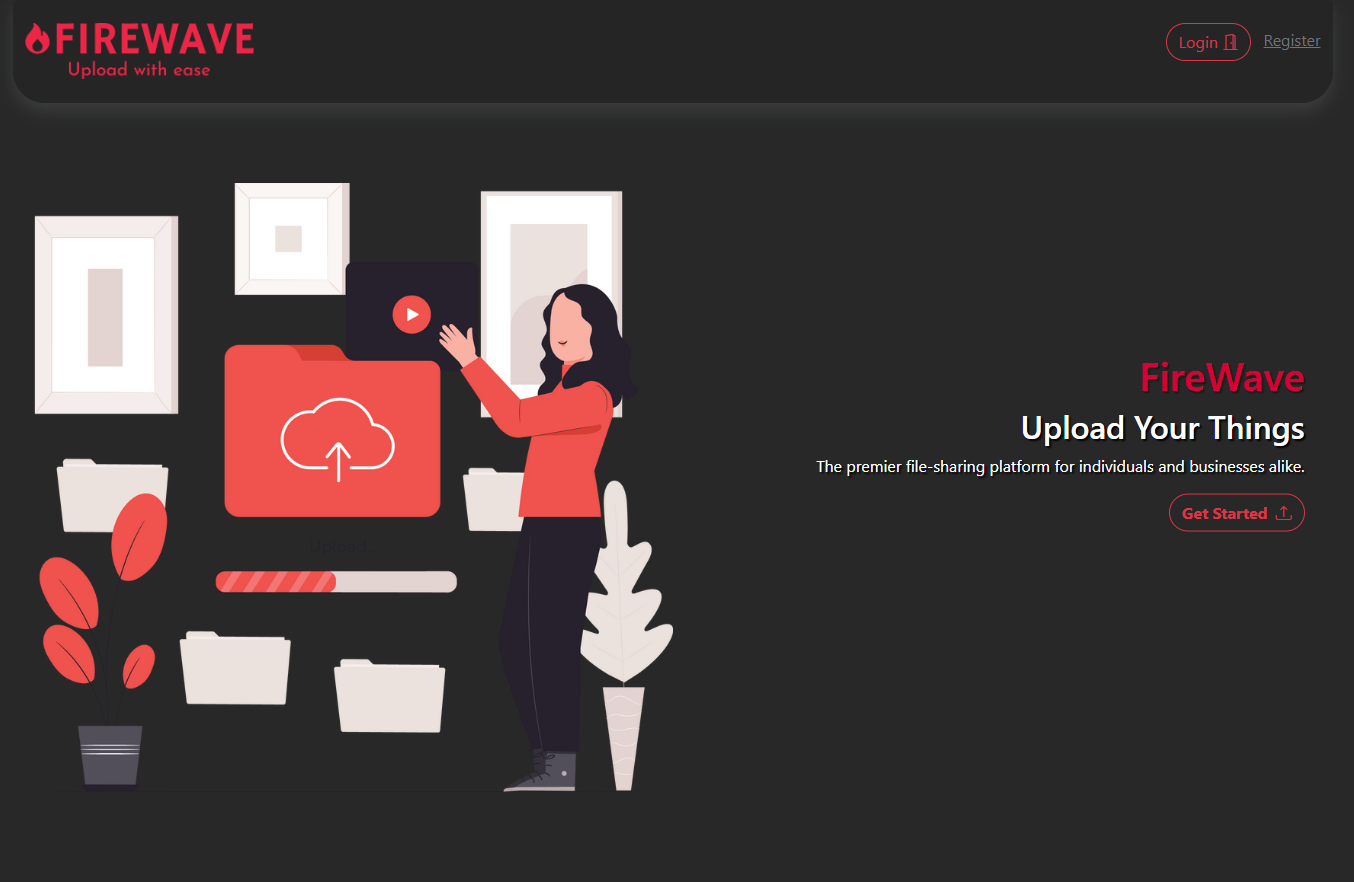 FIREWAVE
Upload with ease
Login
Register
FireWave
Upload Your Things
The premier file-sharing platform for individuals and businesses alike.
Get Started
Upload...